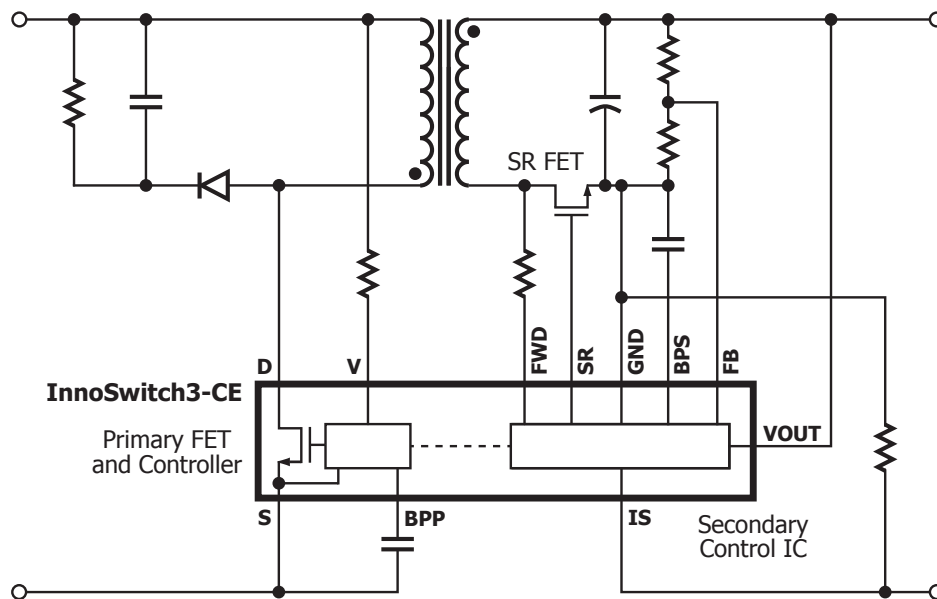 SR FET
D
V
FWD
SR
GND
BPS
FB
InnoSwitch3-CE
Primary FET
and Controller
VOUT
S
BPP
IS
Secondary
Control IC